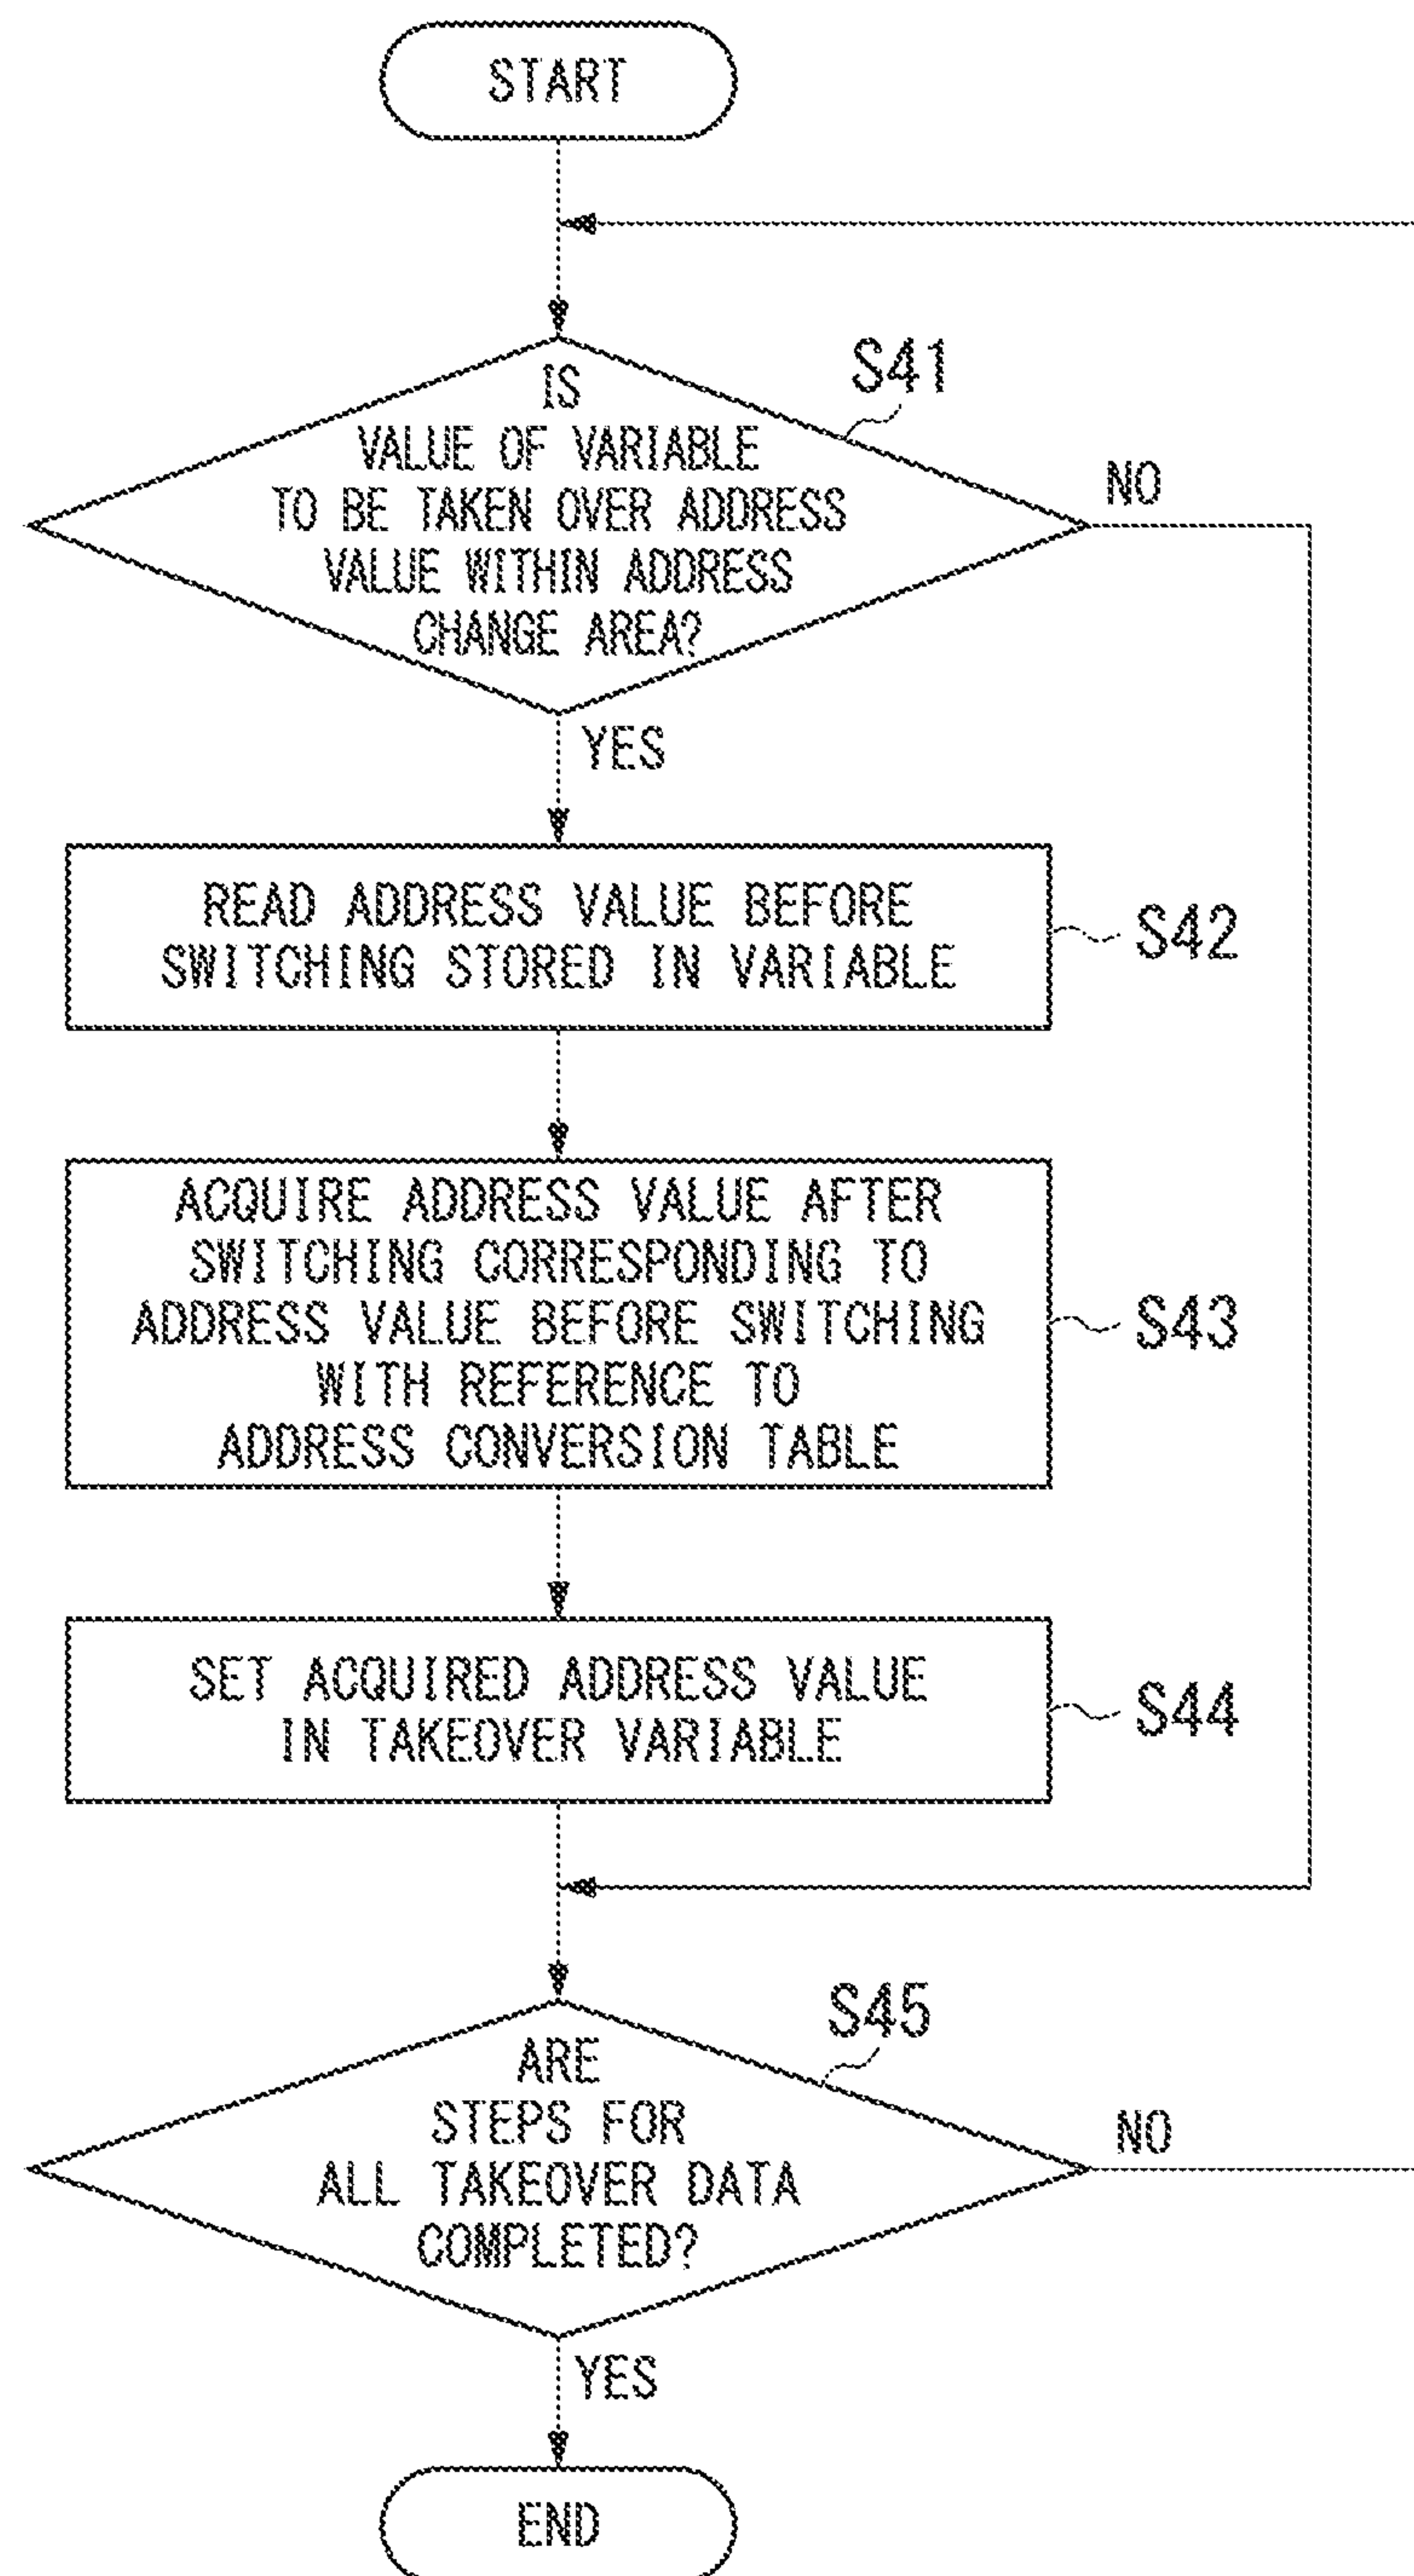 START
S41
IS
VALUE OF VARIABLE
TO BE TAKEN OVER ADDRESS
VALUE WITHIN ADDRESS
CHANGE AREA?
NO
YES
READ ADDRESS VALUE BEFORE
SWITCHING STORED IN VARIABLE
S42
ACQUIRE ADDRESS VALUE AFTER
SWITCHING CORRESPONDING TO
ADDRESS VALUE BEFORE SWITCHING
WITH REFERENCE TO
ADDRESS CONVERSION TABLE
S43
SET ACQUIRED ADDRESS VALUE
IN TAKEOVER VARIABLE
S44
S45
ARE
STEPS FOR
ALL TAKEOVER DATA
COMPLETED?
NO
YES
END